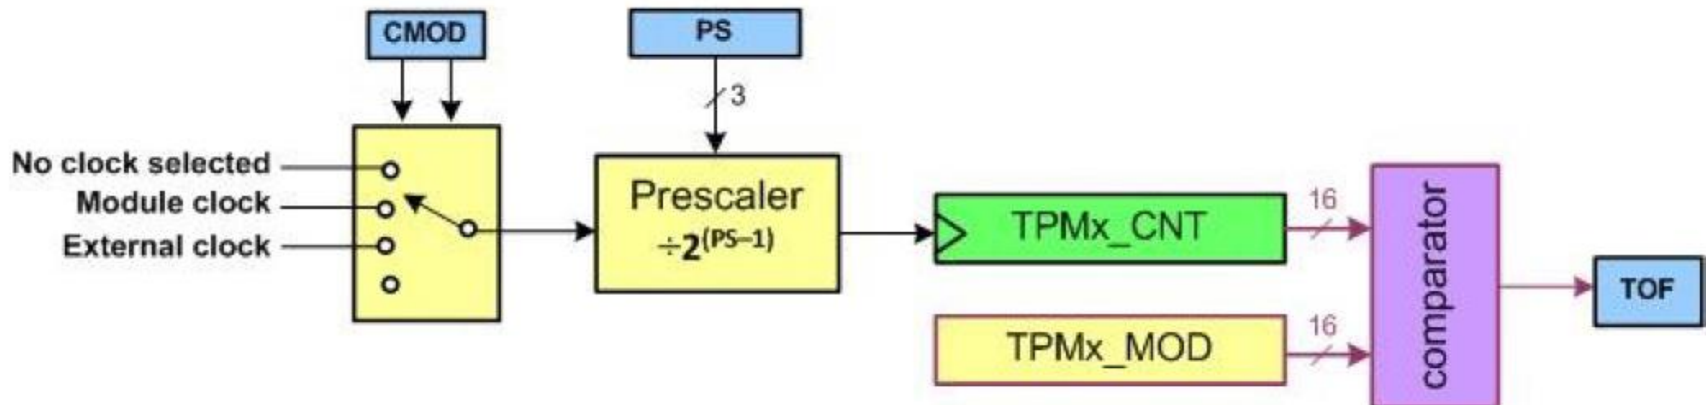 CMOD
PS
3
No clock selected
Module clock
External clock
Prescaler
÷2(PS–1)
TPMx_CNT
16
TPMx_MOD
16
comparator
TOF